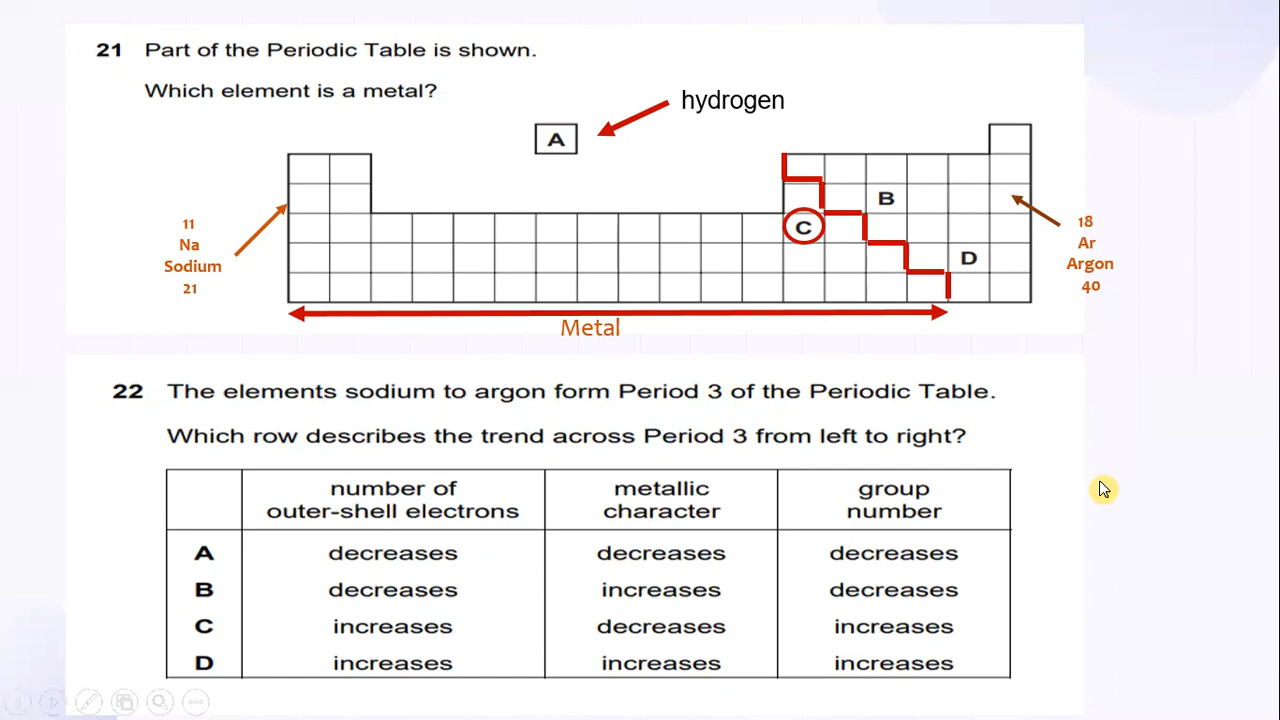 21 Part of the Periodic Table is shown.
Which element is a metal?
hydrogen
A
B
11
Na
Sodium
21
C
18
Ar
Argon
40
D
Metal
22 The elements sodium to argon form Period 3 of the Periodic Table.
Which row describes the trend across Period 3 from left to right?
number of outer-shell electrons metallic character group number
A decreases decreases decreases
B decreases increases decreases
C increases decreases increases
D increases increases increases